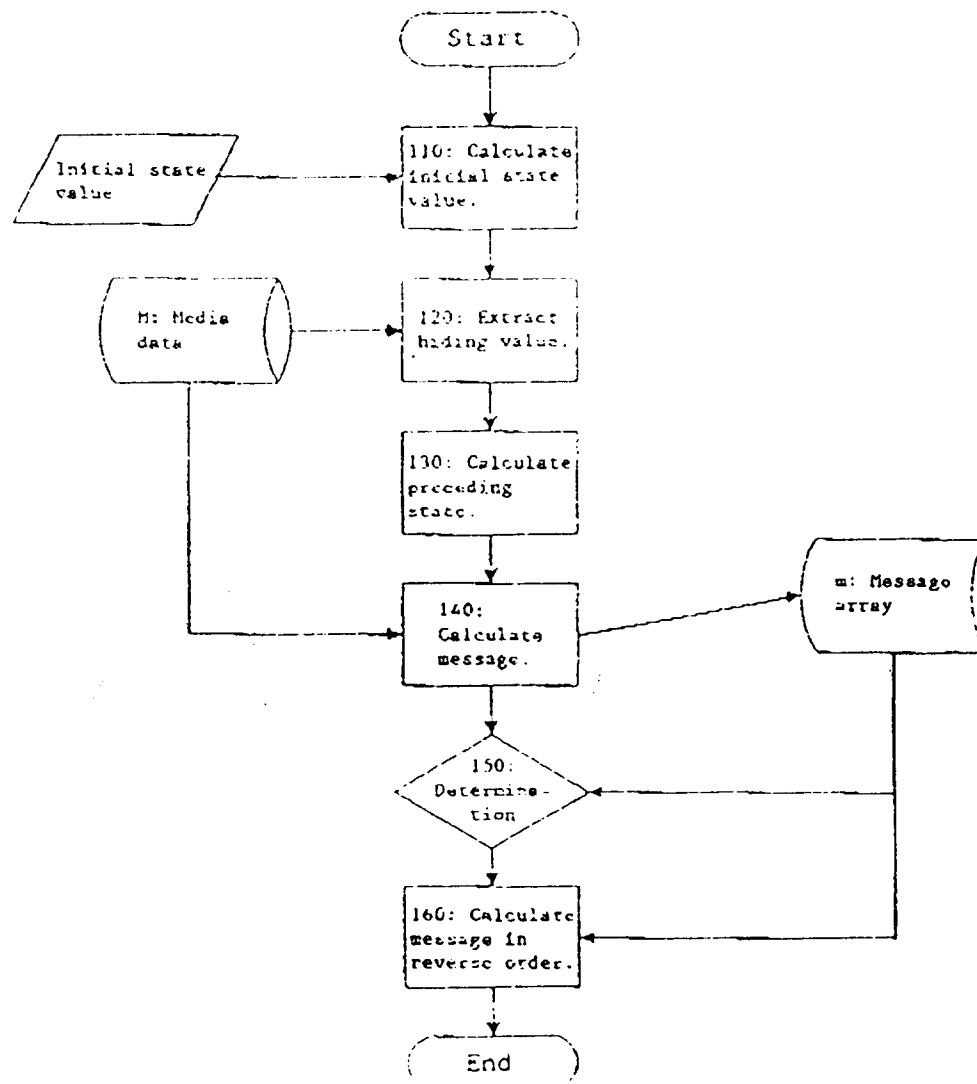 Start
Initial state
value
110: Calculate
initial state
value.
M: Media
data
120: Extract
hiding value.
130: Calculate
preceding
state.
140:
Calculate
message.
m: Message
array
150:
Determina-
tion
160: Calculate
message in
reverse order.
End